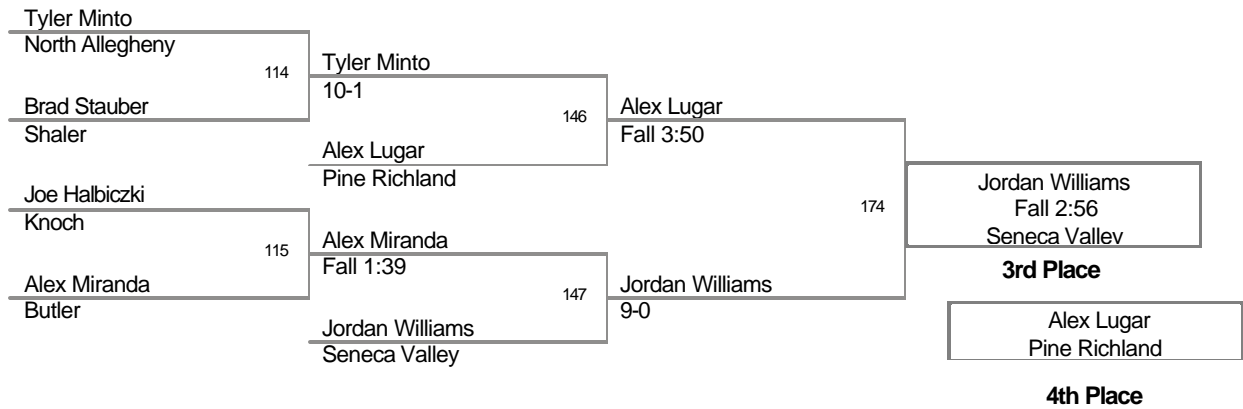 Tyler Minto
North Allegheny
114
Brad Stauber
Shaler
Tyler Minto
10-1
146
Alex Lugar
Pine Richland
Alex Lugar
Fall 3:50
Joe Halbiczki
Knoch
115
Alex Miranda
Butler
Alex Miranda
Fall 1:39
147
Jordan Williams
Seneca Valley
Jordan Williams
9-0
174
Jordan Williams
Fall 2:56
Seneca Valley
3rd Place
Alex Lugar
Pine Richland
4th Place